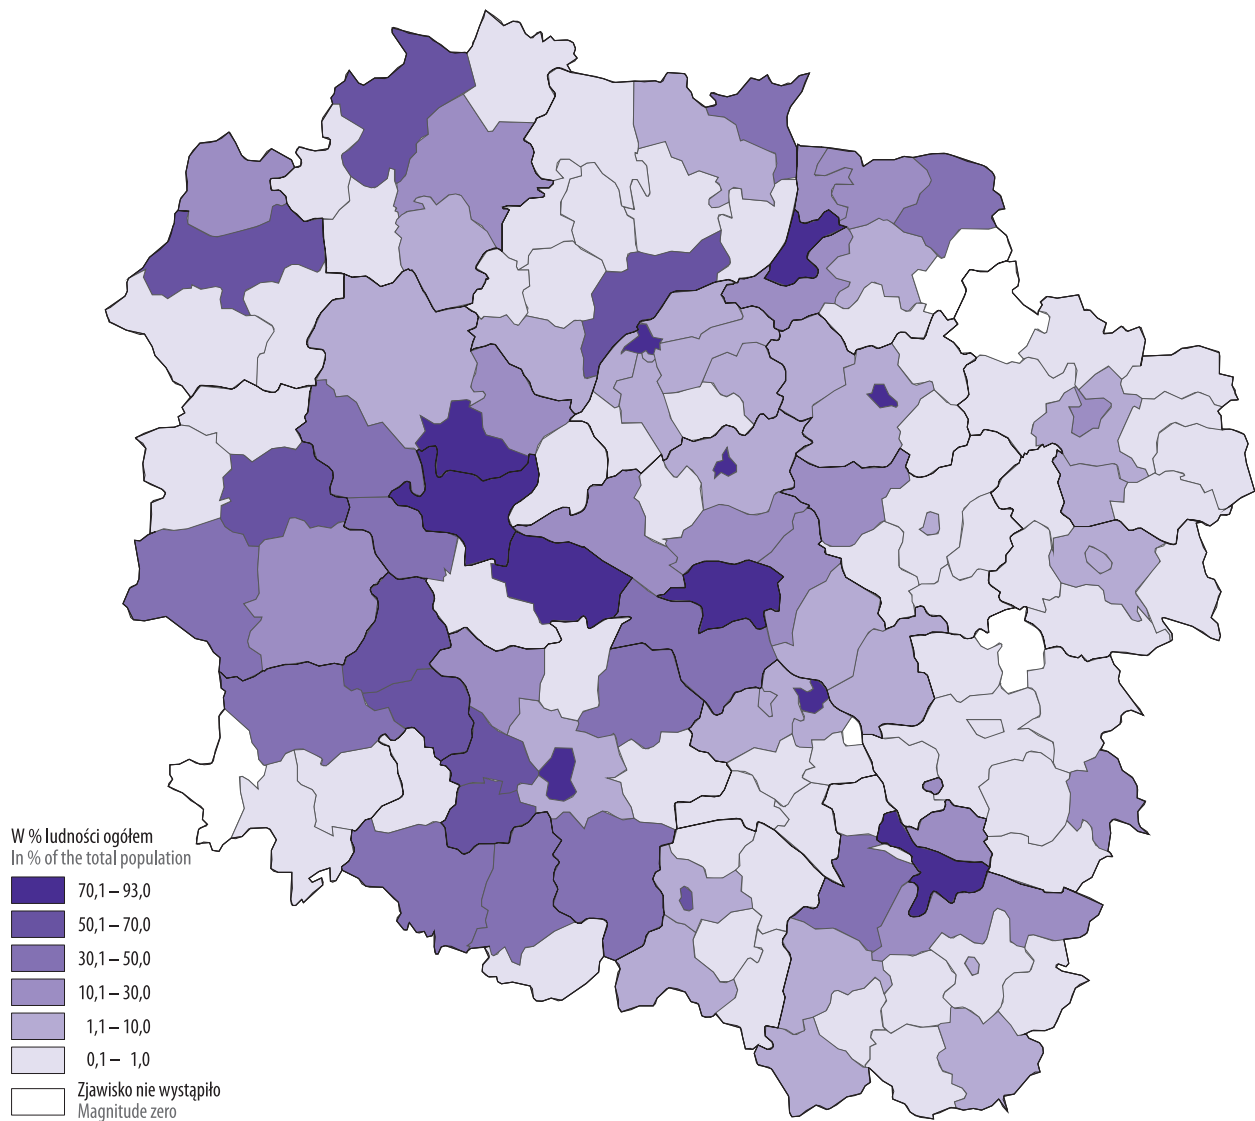 W % ludności ogółem
In % of the total population
70,1 – 93,0
50,1 – 70,0
30,1 – 50,0
10,1 – 30,0
1,1 – 10,0
0,1 – 1,0
Zjawisko nie wystąpiło
Magnitude zero